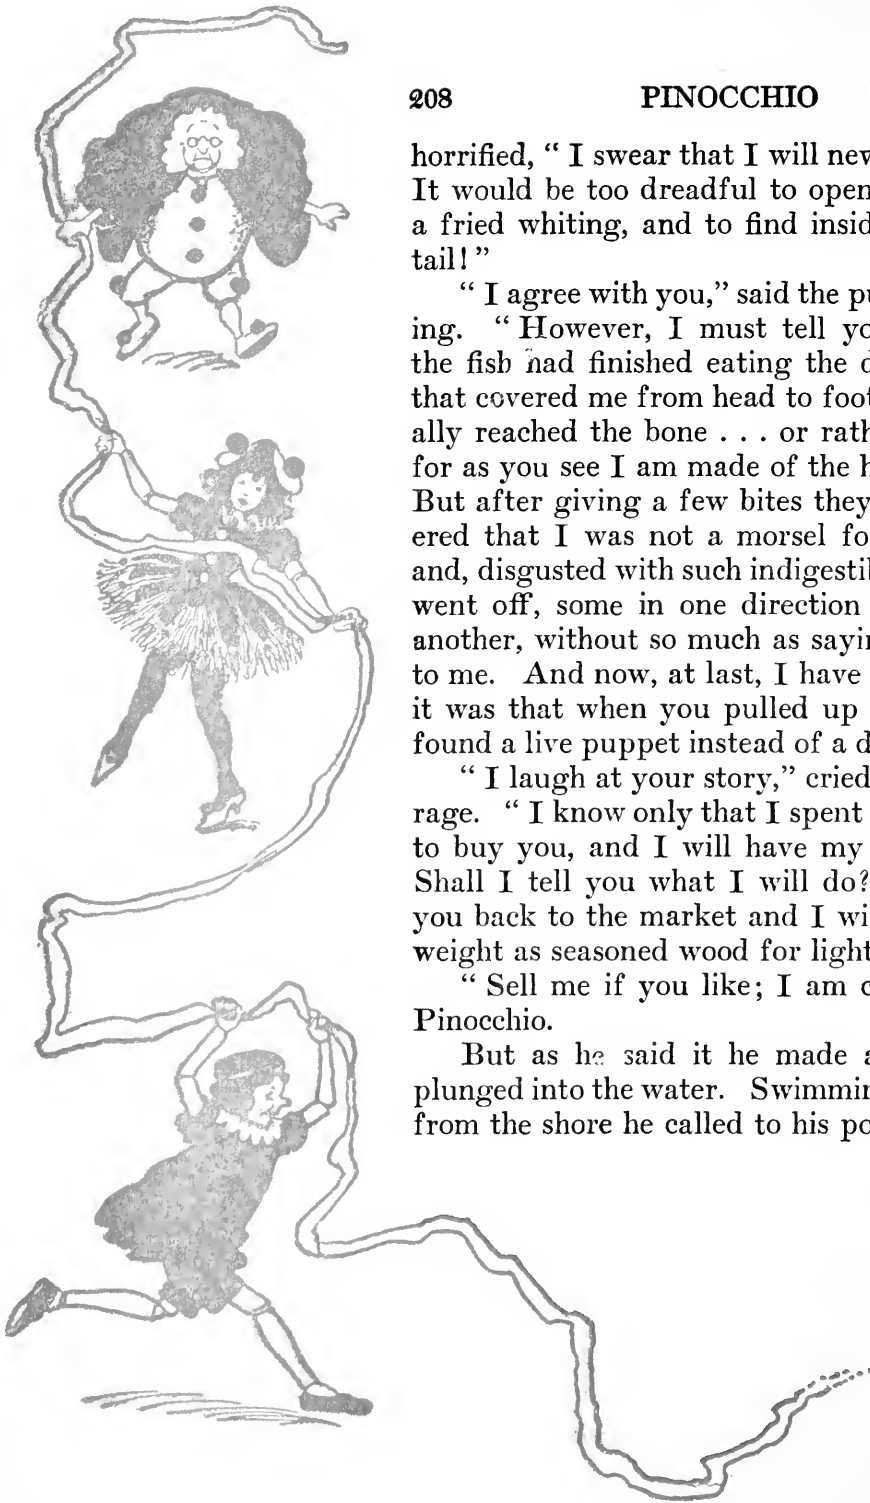 208 PINOCCHIO
horrified, “ I swear that I will nev
It would be too dreadful to open
a fried whiting, and to find insid
tail! ”
“ I agree with you,” said the pu
ing. “ However, I must tell yo
the fish had finished eating the d
that covered me from head to foot
ally reached the bone . . . or rath
for as you see I am made of the h
But after giving a few bites they
ered that I was not a morsel fo
and, disgusted with such indigestil
went off, some in one direction
another, without so much as sayin
to me. And now, at last, I have
it was that when you pulled up
found a live puppet instead of a d
“ I laugh at your story,” cried
rage. “ I know only that I spent
to buy you, and I will have my
Shall I tell you what I will do?
you back to the market and I wi
weight as seasoned wood for light
“ Sell me if you like; I am c
Pinocchio.
But as he said it he made a
plunged into the water. Swimmin
from the shore he called to his po